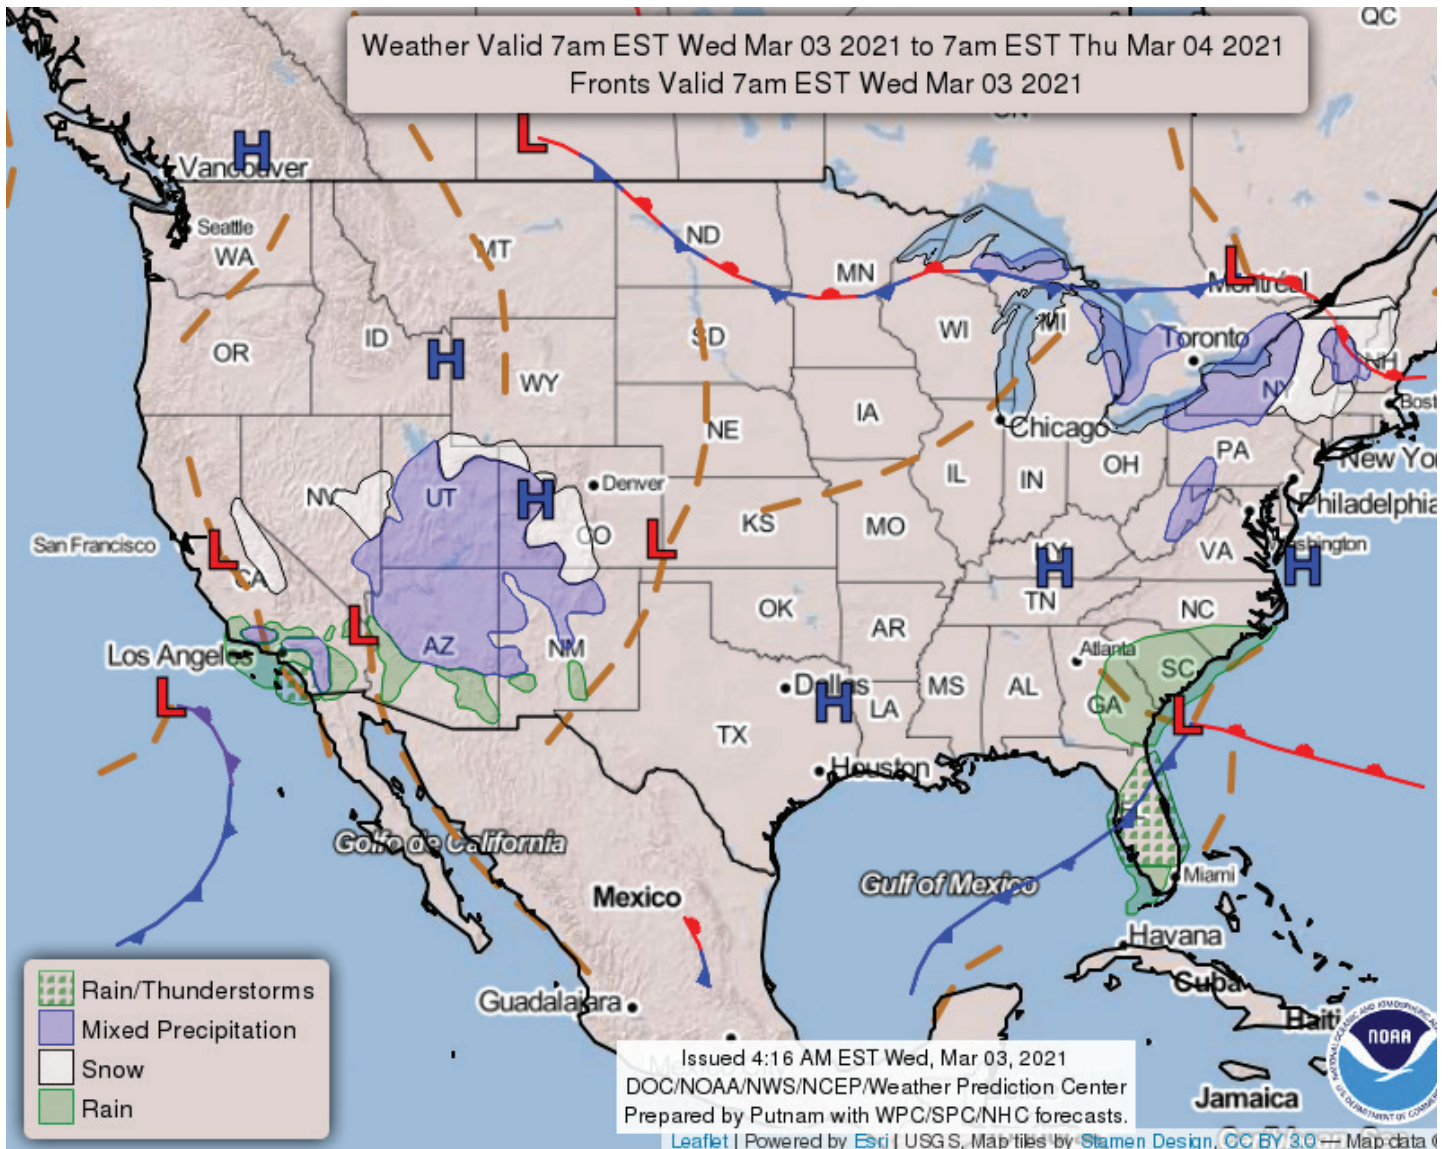 QC
Weather Valid 7am EST Wed Mar 03 2021 to 7am EST Thu Mar 04 2021
Fronts Valid 7am EST Wed Mar 03 2021
H
L
Vancouver
Seattle
WA
MT
ND
MN
L
Montréal
OR
ID
H
WY
SD
WI
MI
Toronto
NH
NY
IA
NE
Chicago
PA
New Yo
OH
IL
IN
NV
UT
H
Denver
CO
KS
MO
Philadelphia
San Francisco
L
CA
L
KY
H
VA
H
TN
NC
OK
AR
Los Angeles
L
AZ
NM
Atlanta
SC
L
Dallas
H
LA
MS
AL
GA
L
TX
Houston
FL
Golfo de California
Mexico
Gulf of Mexico
Miami
Havana
Cuba
Guadalajara
Haiti
Jamaica
Rain/Thunderstorms
Mixed Precipitation
Snow
Rain
Issued 4:16 AM EST Wed, Mar 03, 2021
DOC/NOAA/NWS/NCEP/Weather Prediction Center
Prepared by Putnam with WPC/SPC/NHC forecasts.
NOAA
Leaflet | Powered by Esri | USGS, Map tiles by Stamen Design, CC BY 3.0 — Map data ©